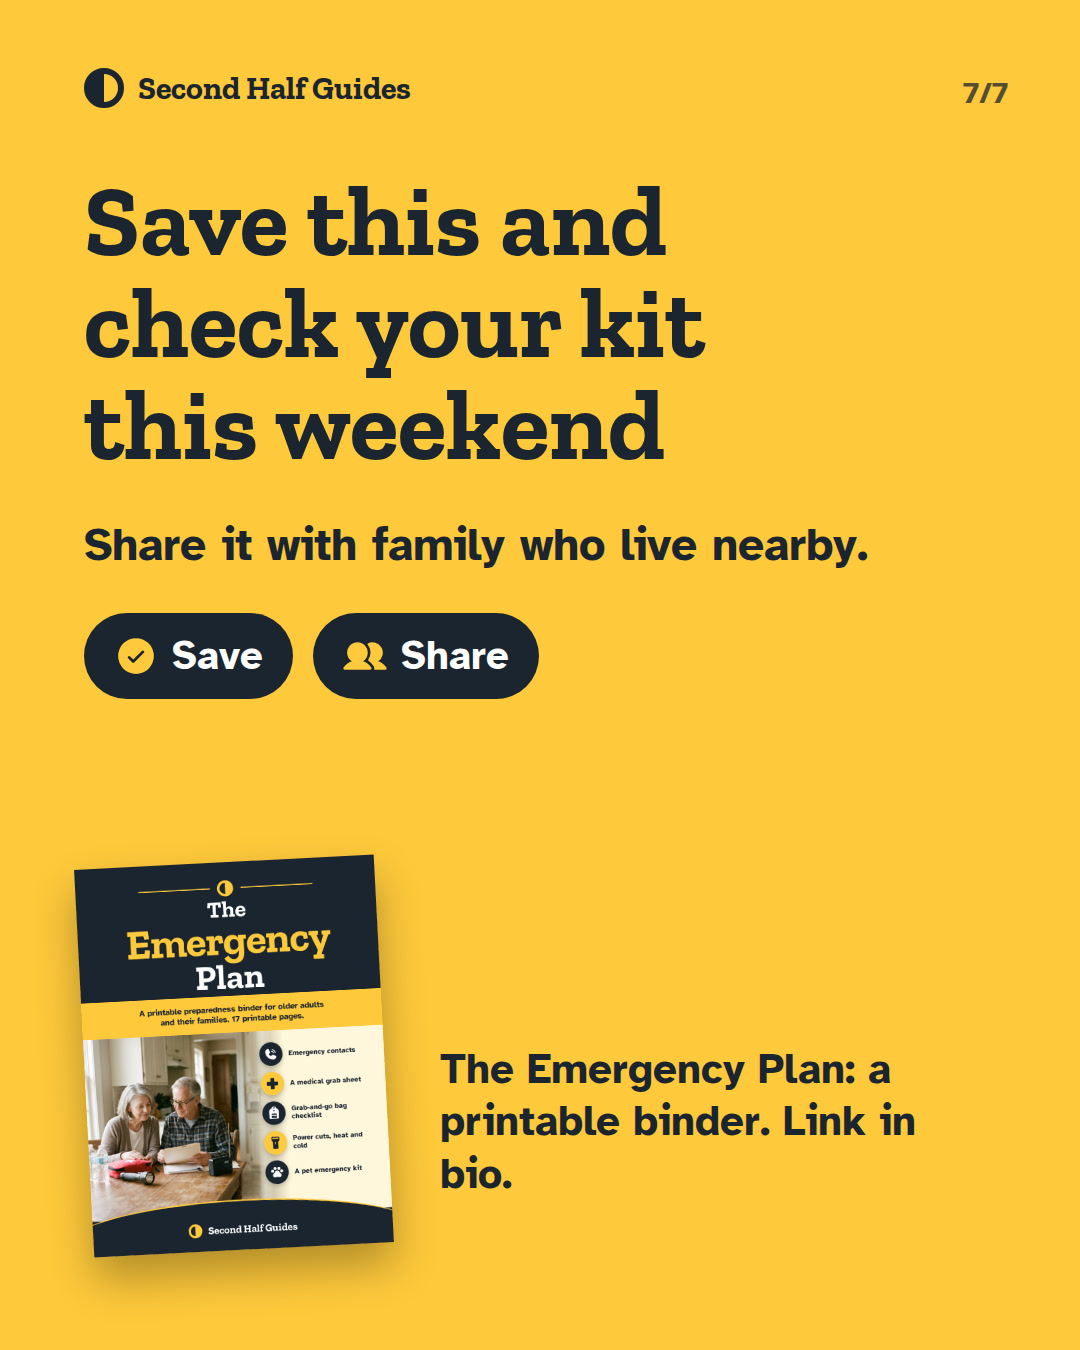 Second Half Guides
7/7
Save this and
check your kit
this weekend
Share it with family who live nearby.
Save
Share
The
Emergency
Plan
A printable preparedness binder for older adults
and their families. 17 printable pages.
Emergency contacts
A medical grab sheet
Grab-and-go bag
checklist
Power cuts, heat and
cold
A pet emergency kit
Second Half Guides
The Emergency Plan: a
printable binder. Link in
bio.